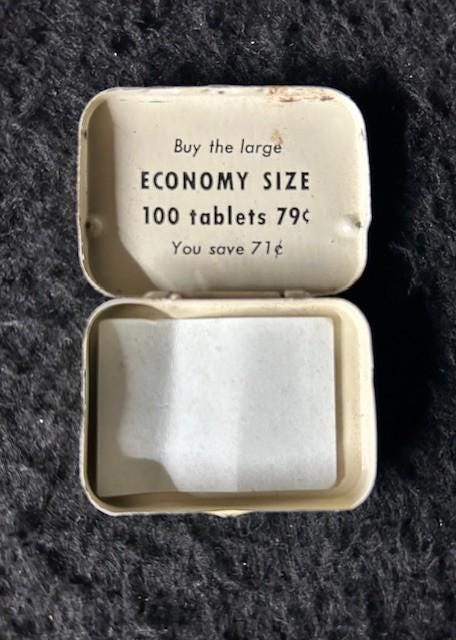 Buy the large
ECONOMY SIZE
100 tablets 79¢
You save 71¢